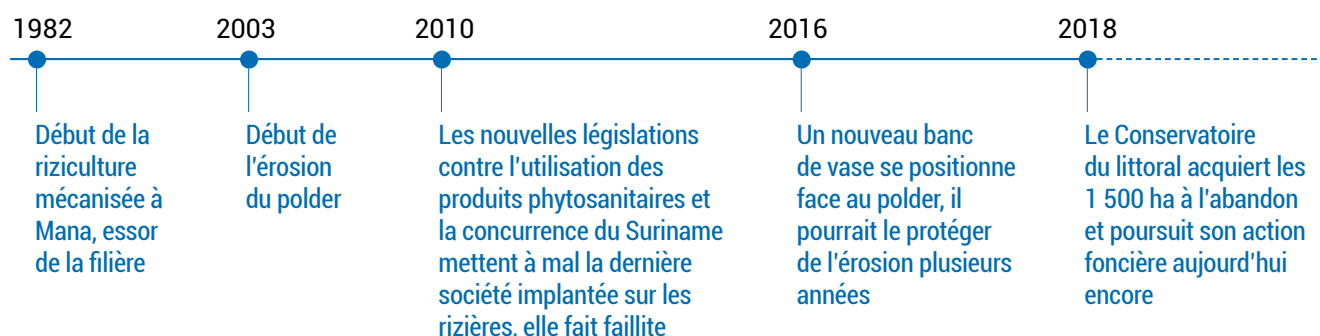 1982
Début de la
riziculture
mécanisée à
Mana, essor
de la filière
2003
Début de
l'érosion
du polder
2010
Les nouvelles législations
contre l'utilisation des
produits phytosanitaires et
la concurrence du Suriname
mettent à mal la dernière
société implantée sur les
rizières, elle fait faillite
2016
Un nouveau banc
de vase se positionne
face au polder, il
pourrait le protéger
de l'érosion plusieurs
années
2018
Le Conservatoire
du littoral acquiert les
1 500 ha à l'abandon
et poursuit son action
foncière aujourd'hui
encore